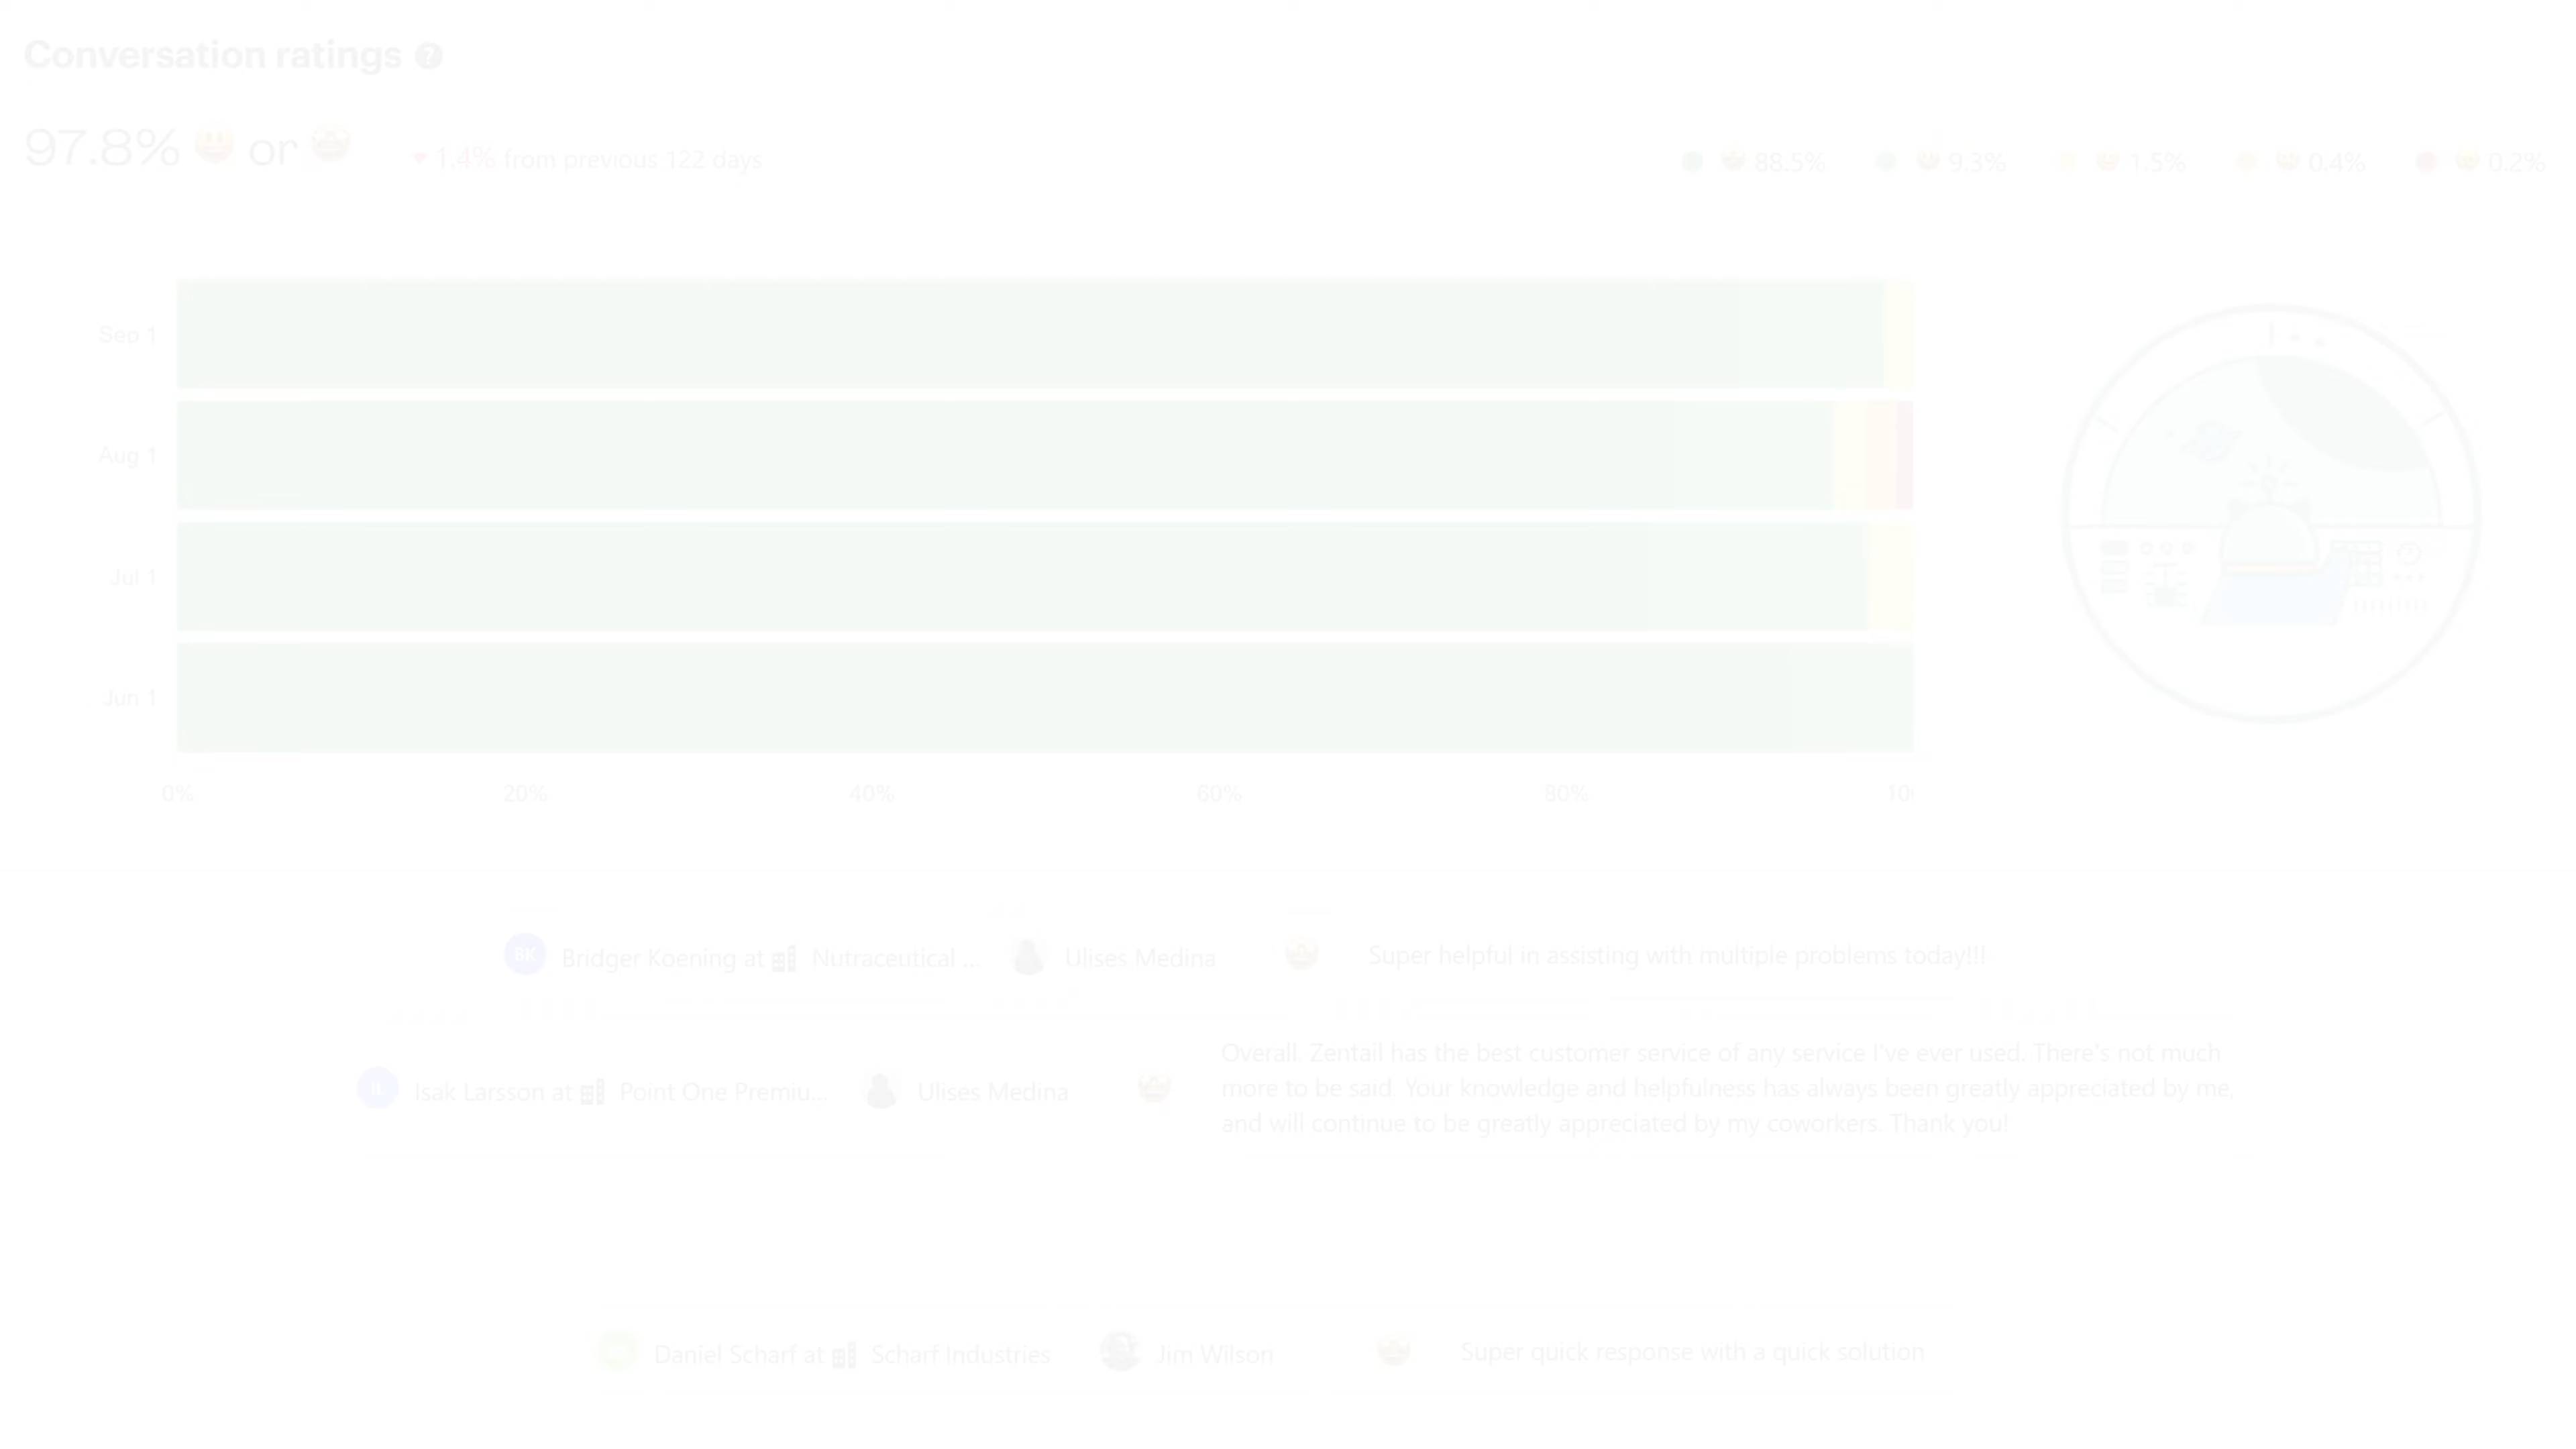 Conversation ratings ?
97.8% or
1.4% from previous 122 days
88.5% 9.3% 1.5% 0.4% 0.2%
Sep 1
Aug 1
Jul 1
Jun 1
0% 20% 40% 60% 80% 10
BK Bridger Koening at Nutraceutical ... Ulises Medina Super helpful in assisting with multiple problems today!!!
Isak Larsson at Point One Premiu... Ulises Medina
Overall, Zentail has the best customer service of any service I've ever used. There's not much
more to be said. Your knowledge and helpfulness has always been greatly appreciated by me,
and will continue to be greatly appreciated by my coworkers. Thank you!
Daniel Scharf at Scharf Industries Jim Wilson Super quick response with a quick solution